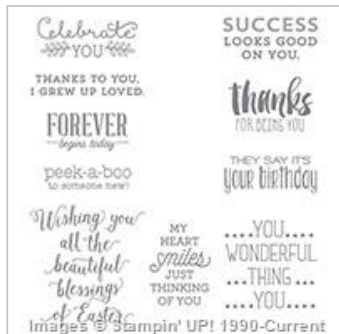 Celebrate
YOU
THANKS TO YOU,
I GREW UP LOVED.
FOREVER
begins today
peek-a-boo
to someone new!
Wishing you
all the
beautiful
blessings
of Easter
SUCCESS
LOOKS GOOD
ON YOU.
thanks
FOR BEING YOU
THEY SAY IT'S
your birthday
MY
HEART
smiles
JUST
THINKING
OF YOU
....YOU....
WONDERFUL
...THING...
....YOU....
Images © Stampin' UP! 1990-Current